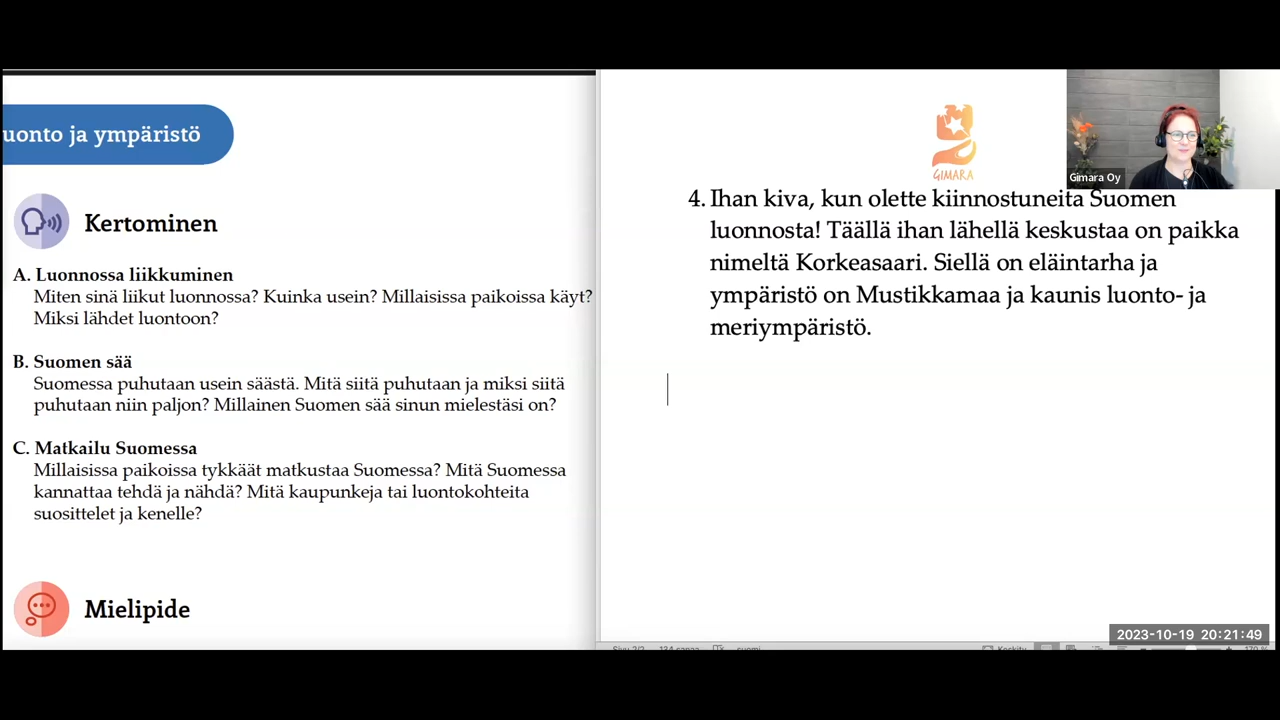 uonto ja ympäristö
Kertominen
A. Luonnossa liikkuminen
Miten sinä liikut luonnossa? Kuinka usein? Millaisissa paikoissa käyt?
Miksi lähdet luontoon?
B. Suomen sää
Suomessa puhutaan usein säästä. Mitä siitä puhutaan ja miksi siitä
puhutaan niin paljon? Millainen Suomen sää sinun mielestäsi on?
C. Matkailu Suomessa
Millaisissa paikoissa tykkäät matkustaa Suomessa? Mitä Suomessa
kannattaa tehdä ja nähdä? Mitä kaupunkeja tai luontokohteita
suosittelet ja kenelle?
Mielipide
GIMARA
Gimara Oy
4. Ihan kiva, kun olette kiinnostuneita Suomen
luonnosta! Täällä ihan lähellä keskustaa on paikka
nimeltä Korkeasaari. Siellä on eläintarha ja
ympäristö on Mustikkamaa ja kaunis luonto- ja
meriympäristö.
2023-10-19 20:21:49